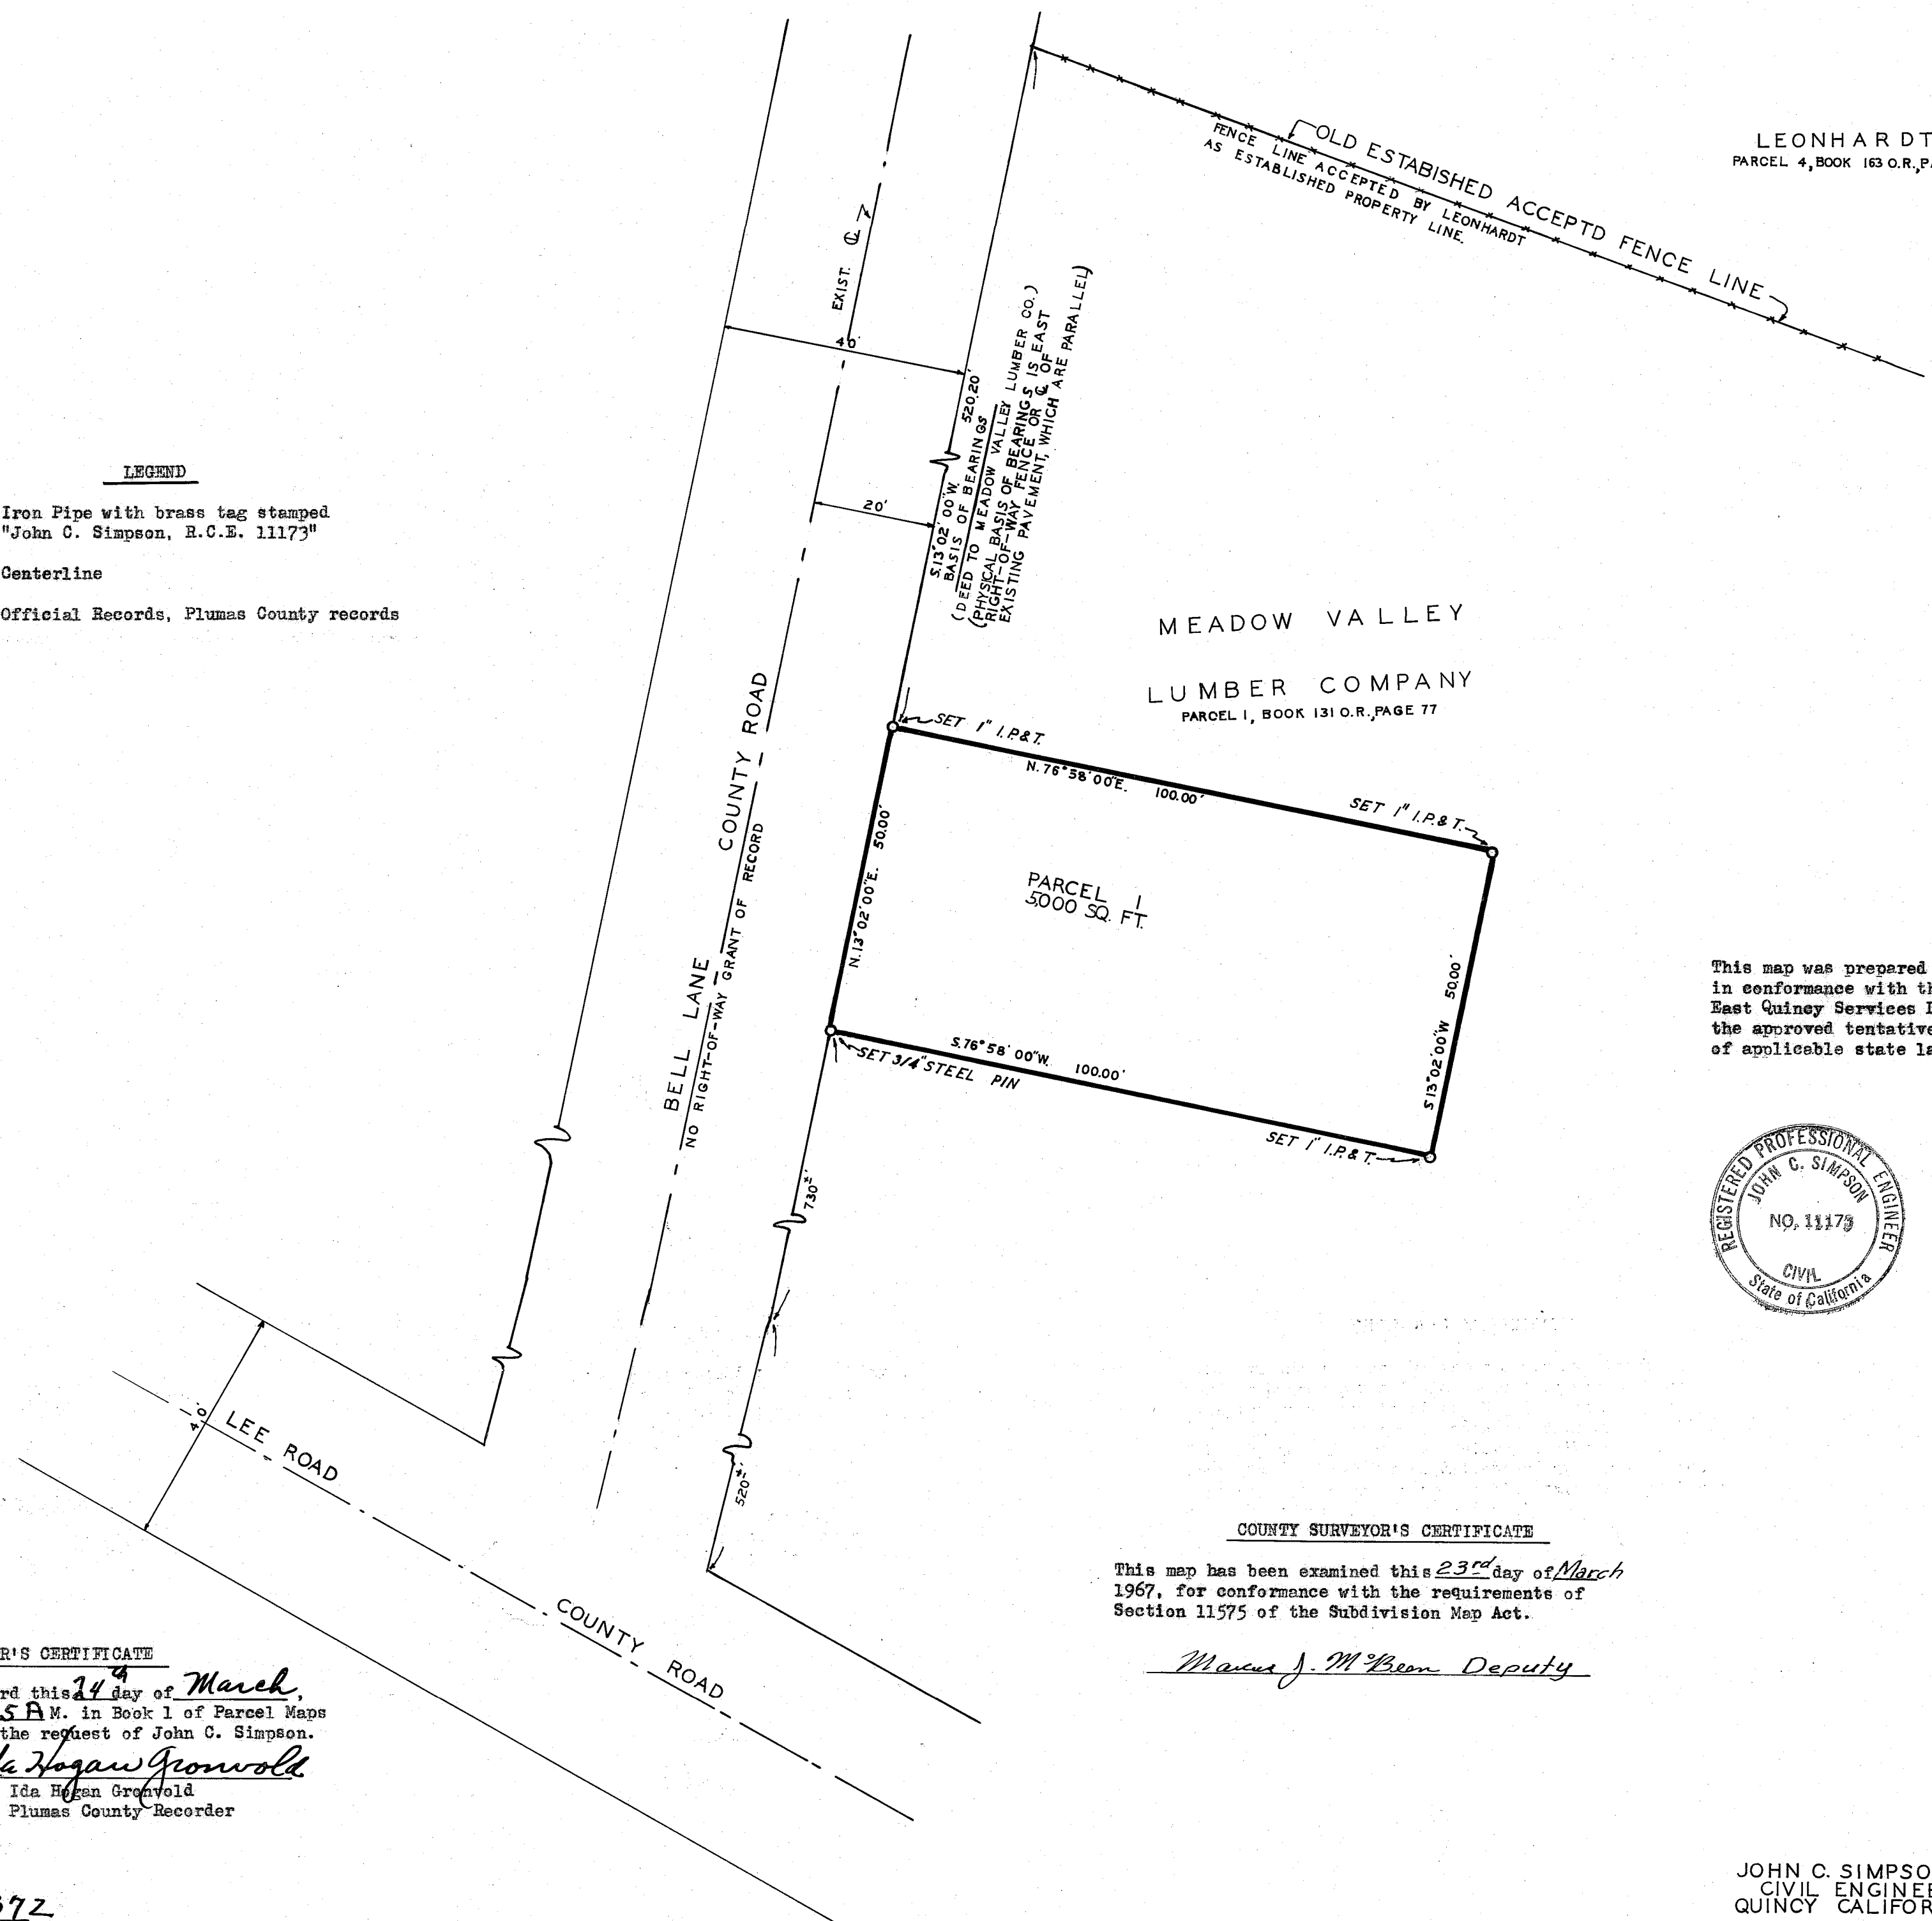 LEONHARDT
PARCEL 4, BOOK 163 O.R.,
OLD ESTABISHED ACCEPTD FENCE LINE
FENCE LINE ACCEPTED BY LEONHARDT
AS ESTABLISHED PROPERTY LINE.
EXIST. ℄
40'
20'
520.20'
S.13°02'00"W.
BASIS OF BEARINGS
(DEED TO MEADOW VALLEY LUMBER CO.)
(PHYSICAL BASIS OF BEARINGS IS EAST
RIGHT-OF-WAY FENCE OR ℄ OF
EXISTING PAVEMENT, WHICH ARE PARALLEL)
LEGEND
Iron Pipe with brass tag stamped
"John C. Simpson, R.C.E. 11173"
Centerline
Official Records, Plumas County records
MEADOW VALLEY
LUMBER COMPANY
PARCEL 1, BOOK 131 O.R., PAGE 77
SET 1" I.P.& T.
N.76°58'00"E. 100.00'
SET 1" I.P.& T.
N.13°02'00"E. 50.00'
PARCEL 1
5,000 SQ. FT.
S13°02'00"W 50.00'
S.76°58'00"W. 100.00'
SET 3/4" STEEL PIN
SET 1" I.P.& T.
BELL LANE COUNTY ROAD
NO RIGHT-OF-WAY GRANT OF RECORD
730±'
520±'
40'
LEE ROAD
COUNTY ROAD
This map was prepared
in conformance with
East Quincy Services
the approved tentative
of applicable state
REGISTERED PROFESSIONAL ENGINEER
JOHN C. SIMPSON
NO. 11173
CIVIL
State of California
COUNTY SURVEYOR'S CERTIFICATE
This map has been examined this 23rd day of March
1967, for conformance with the requirements of
Section 11575 of the Subdivision Map Act.
Marcus J. McBean Deputy
R'S CERTIFICATE
rd this 24th day of March,
5 A M. in Book 1 of Parcel Maps
the request of John C. Simpson.
Hogan Gronvold
Ida Hogan Gronvold
Plumas County Recorder
372
JOHN C. SIMPSO
CIVIL ENGINEE
QUINCY CALIFOR